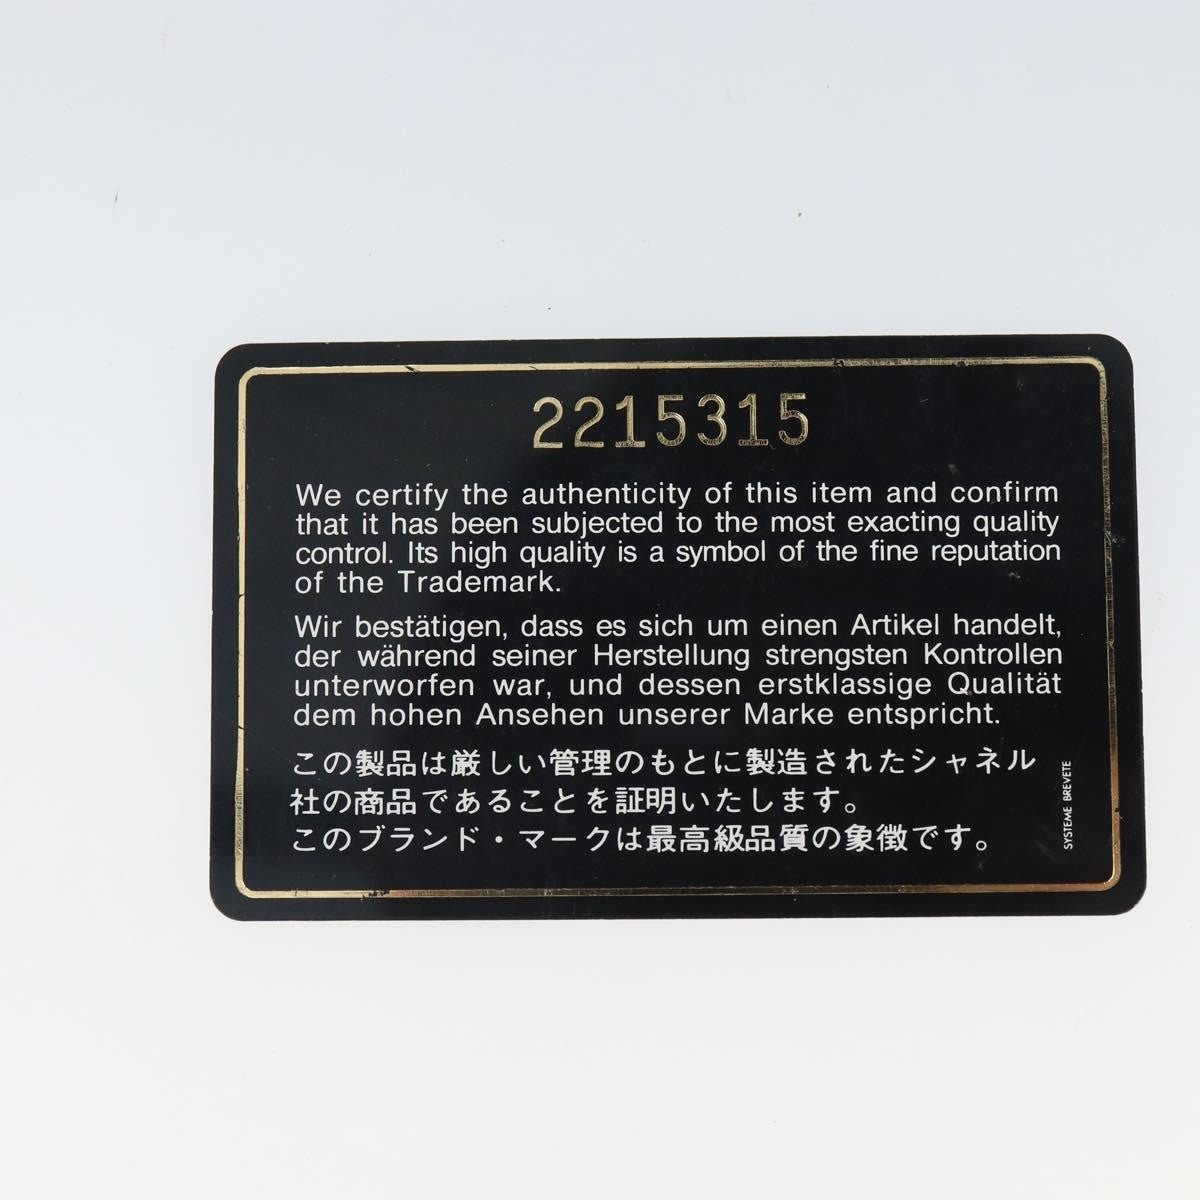 2215315
We certify the authenticity of this item and confirm
that it has been subjected to the most exacting quality
control. Its high quality is a symbol of the fine reputation
of the Trademark.
Wir bestätigen, dass es sich um einen Artikel handelt,
der während seiner Herstellung strengsten Kontrollen
unterworfen war, und dessen erstklassige Qualität
dem hohen Ansehen unserer Marke entspricht.
この製品は厳しい管理のもとに製造されたシャネル
社の商品であることを証明いたします。
このブランド・マークは最高級品質の象徴です。
SYSTEME BREVETE